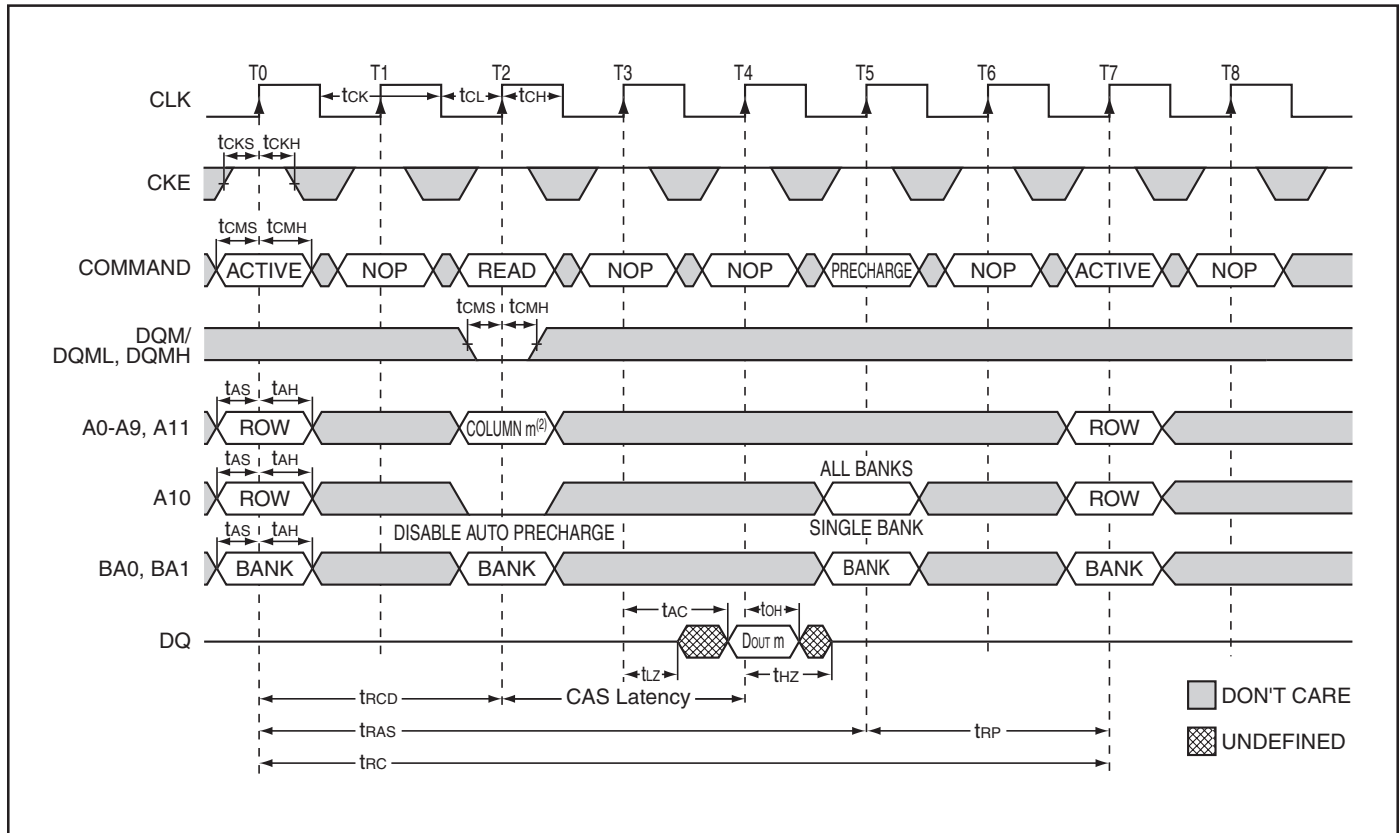 T0 T1 T2 T3 T4 T5 T6 T7 T8
CLK tCK tCL tCH
tCKS tCKH
CKE
tCMS tCMH
COMMAND ACTIVE NOP READ NOP NOP PRECHARGE NOP ACTIVE NOP
tCMS tCMH
DQM/
DQML, DQMH
tAS tAH
A0-A9, A11 ROW COLUMN m(2) ROW
tAS tAH ALL BANKS
A10 ROW ROW
DISABLE AUTO PRECHARGE SINGLE BANK
tAS tAH
BA0, BA1 BANK BANK BANK BANK
tAC tOH
DQ DOUT m
tLZ tHZ
tRCD CAS Latency
DON'T CARE
tRAS tRP
UNDEFINED
tRC